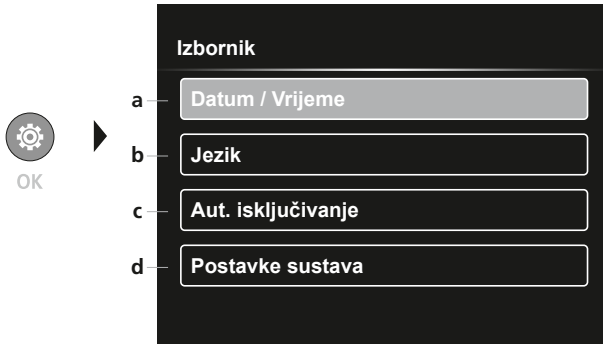 Izbornik
a Datum / Vrijeme
b Jezik
OK
c Aut. isključivanje
d Postavke sustava